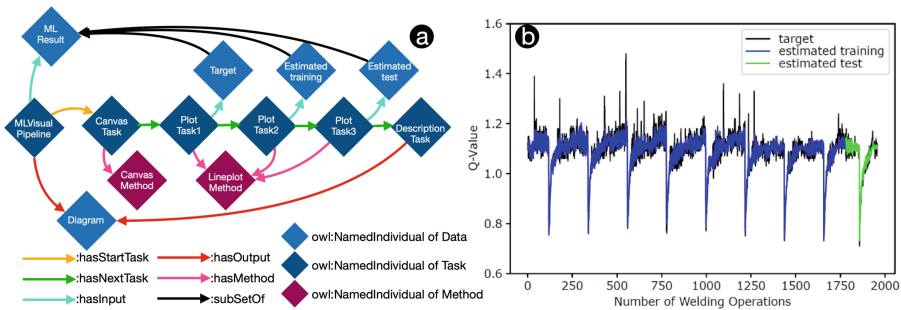 a
ML
Result
Target
Estimated
training
Estimated
test
MLVisual
Pipeline
Canvas
Task
Plot
Task1
Plot
Task2
Plot
Task3
Description
Task
Canvas
Method
Lineplot
Method
Diagram
:hasStartTask
:hasOutput
:hasNextTask
:hasMethod
:hasInput
:subSetOf
owl:NamedIndividual of Data
owl:NamedIndividual of Task
owl:NamedIndividual of Method
b
target
estimated training
estimated test
Q-Value
1.6
1.4
1.2
1.0
0.8
0.6
0 250 500 750 1000 1250 1500 1750 2000
Number of Welding Operations